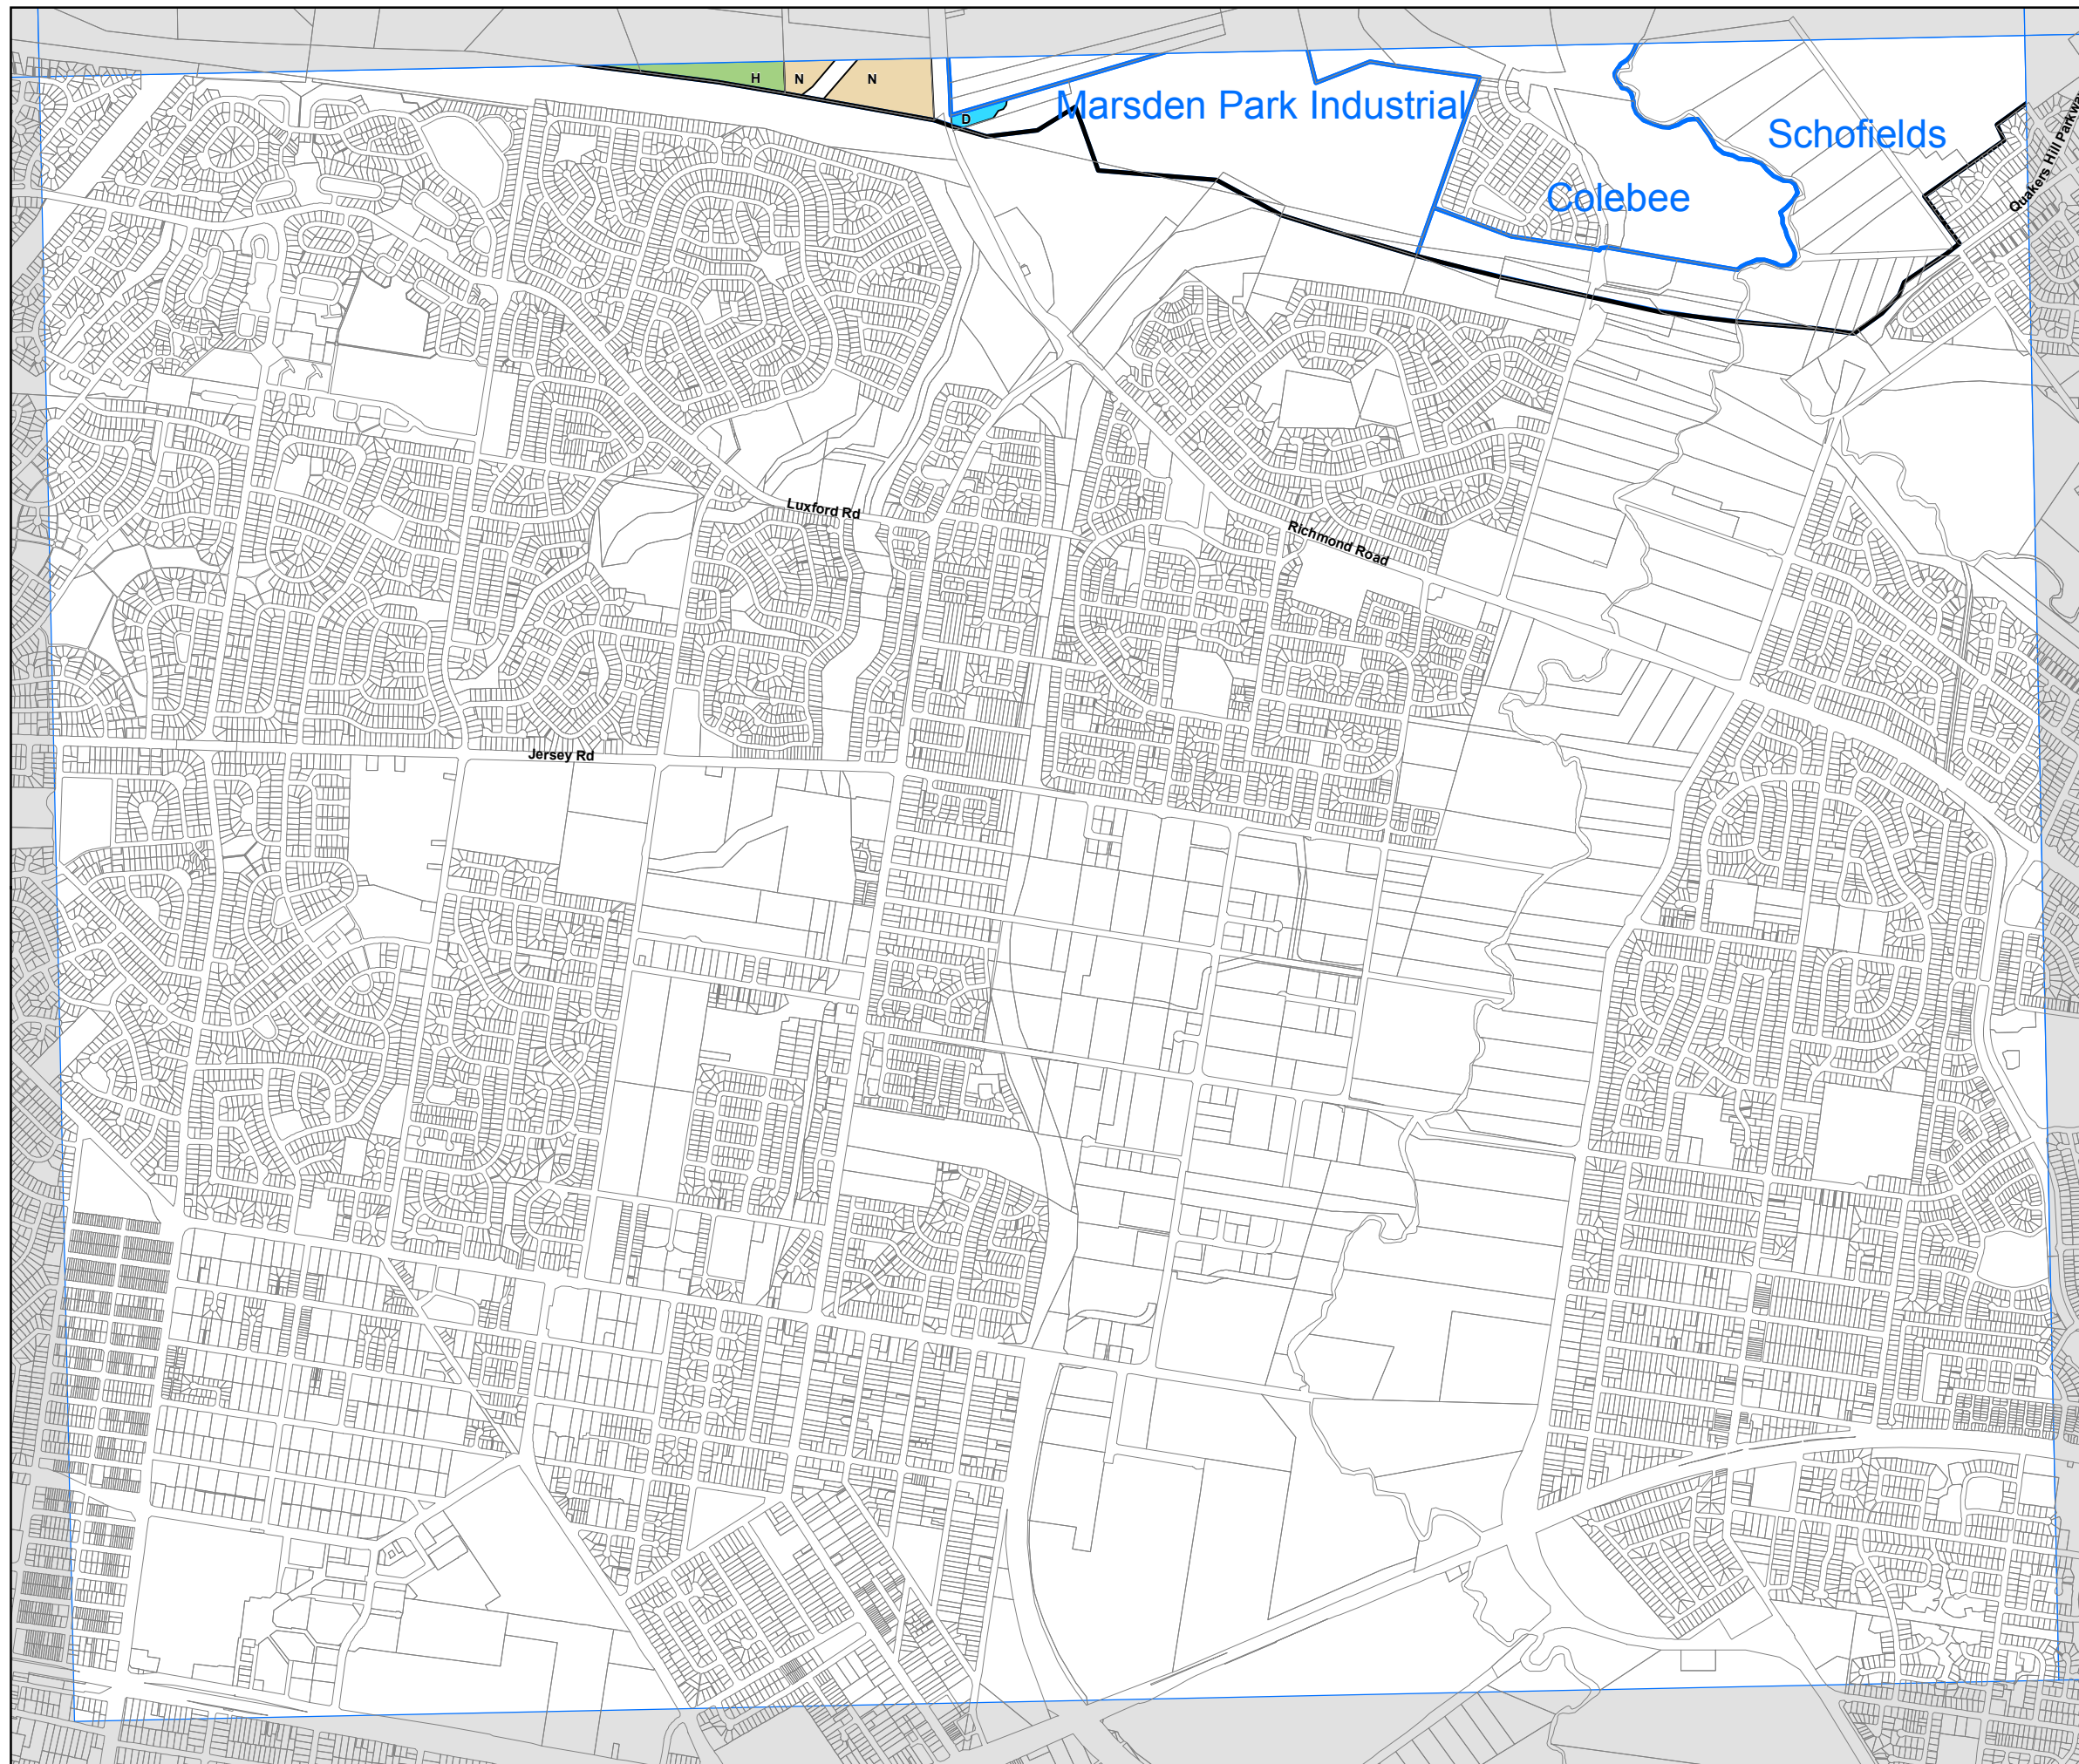 H
N
N
D
Marsden Park Industrial
Schofields
Quakers Hill Parkway
Colebee
Luxford Rd
Richmond Road
Jersey Rd